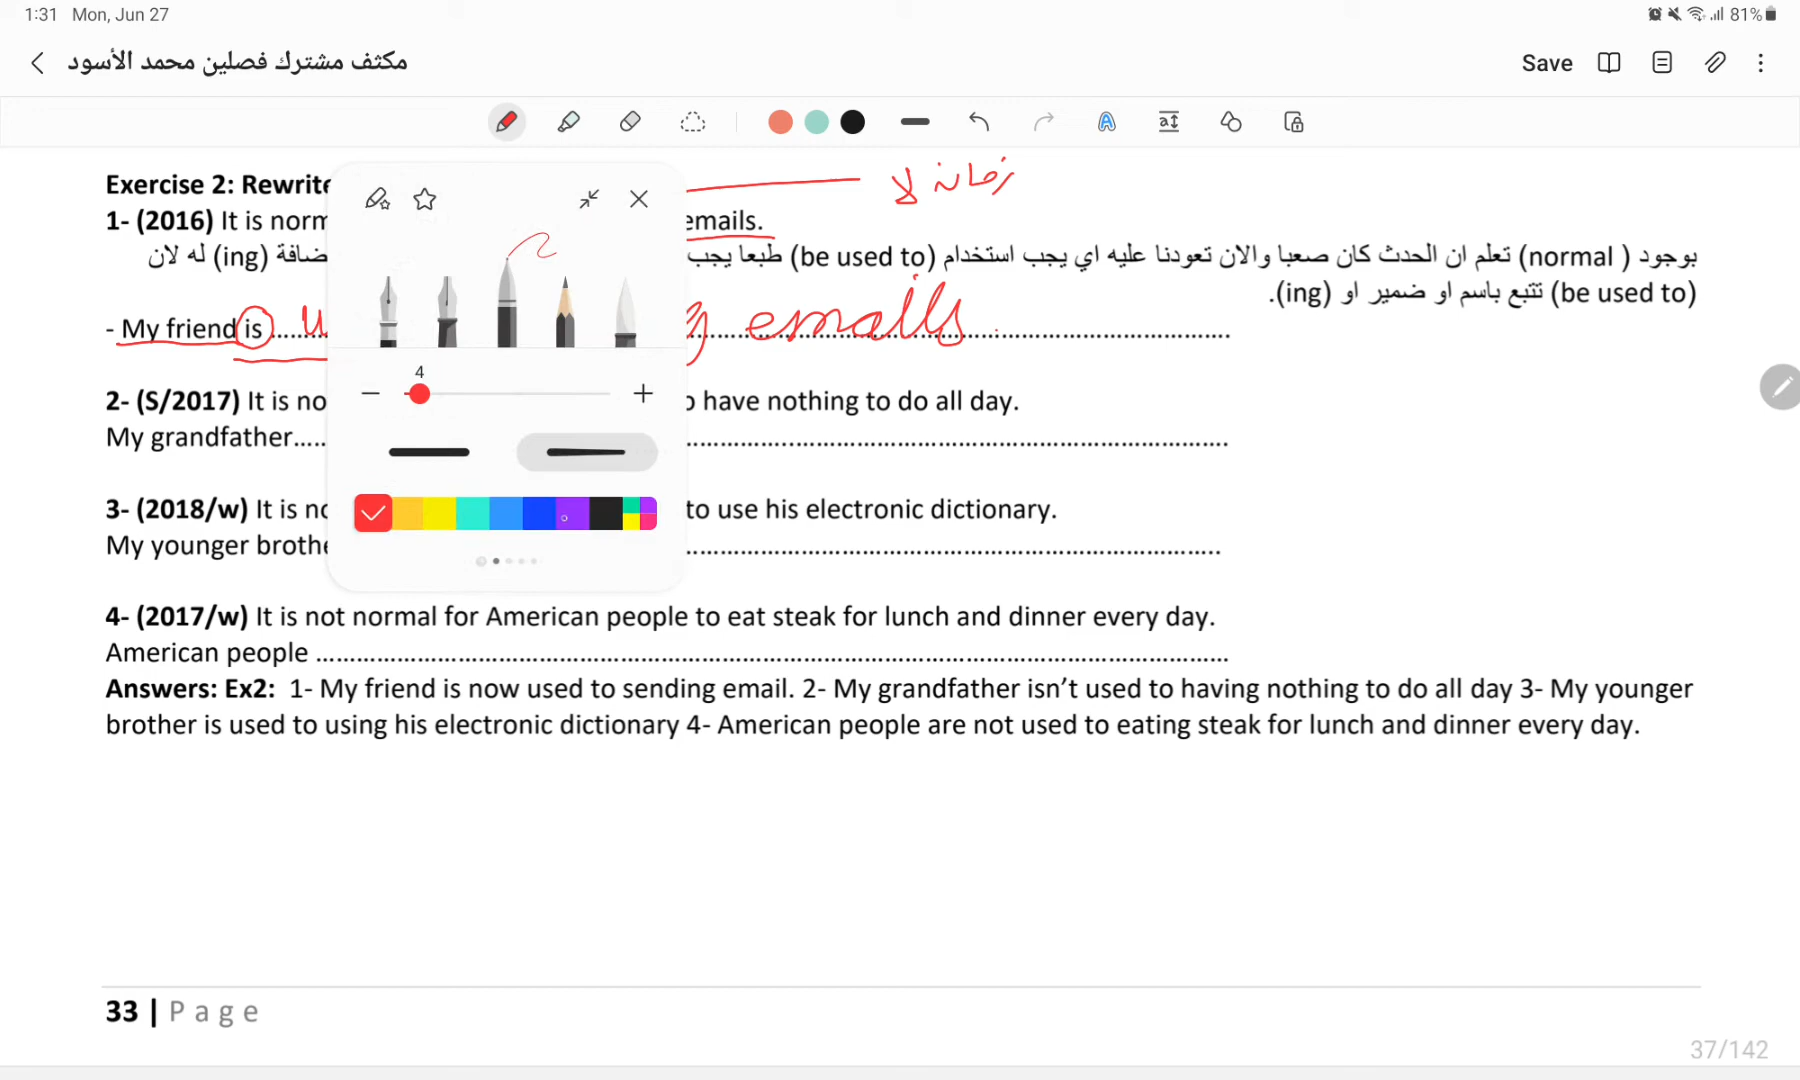 1:31 Mon, Jun 27
81%
مكثف مشترك فصلين محمد الأسود
Save
Exercise 2: Rewrite
زمانه لا
1- (2016) It is norm
emails.
بوجود ( normal) تعلم ان الحدث كان صعبا والان تعودنا عليه اي يجب استخدام (be used to) طبعا يجب
ضافة (ing) له لان
(be used to) تتبع باسم او ضمير او (ing).
- My friend is
emails
4
2- (S/2017) It is no
have nothing to do all day.
My grandfather.....
3- (2018/w) It is no
to use his electronic dictionary.
My younger brothe
4- (2017/w) It is not normal for American people to eat steak for lunch and dinner every day.
American people ..........
Answers: Ex2: 1- My friend is now used to sending email. 2- My grandfather isn’t used to having nothing to do all day 3- My younger
brother is used to using his electronic dictionary 4- American people are not used to eating steak for lunch and dinner every day.
33 | Page
37/142